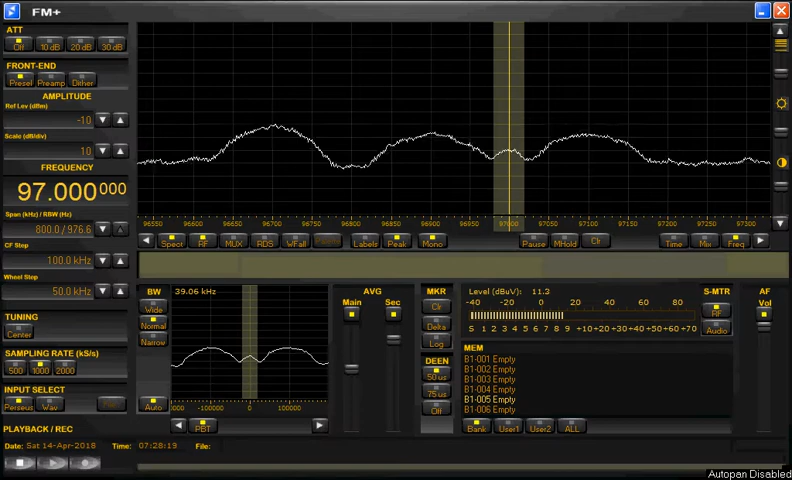 FM+
ATT
Off 10 dB 20 dB 30 dB
FRONT-END
Presel Preamp Dither
AMPLITUDE
Ref Lev (dBm)
-10
Scale (dB/div)
10
FREQUENCY
97.000 000
Span (kHz) / RBW (Hz)
800.0 / 976.6
CF Step
100.0 kHz
Wheel Step
50.0 kHz
TUNING
Center
SAMPLING RATE (kS/s)
500 1000 2000
INPUT SELECT
Perseus Wav
PLAYBACK / REC
Date: Sat 14-Apr-2018 Time: 07:28:19 File:
96550 96600 96650 96700 96750 96800 96850 96900 96950 97000 97050 97100 97150 97200 97250 97300
Spect RF MUX RDS WFall Labels Peak Mono Pause MHold Clr Time Mix Freq
BW
Wide
Normal
Narrow
Auto
39.06 kHz
-100000 0 100000
PBT
AVG
Main Sec
MKR
Clr
Delta
Log
DEEN
50 us
75 us
Off
Level (dBuV): 11.3
-40 -20 0 20 40 60 80
S 1 2 3 4 5 6 7 8 9 +10 +20 +30 +40 +50 +60 +70
S-MTR
RF
Audio
AF
Vol
MEM
B1-001 Empty
B1-002 Empty
B1-003 Empty
B1-004 Empty
B1-005 Empty
B1-006 Empty
Bank User1 User2 ALL
Autopan Disabled